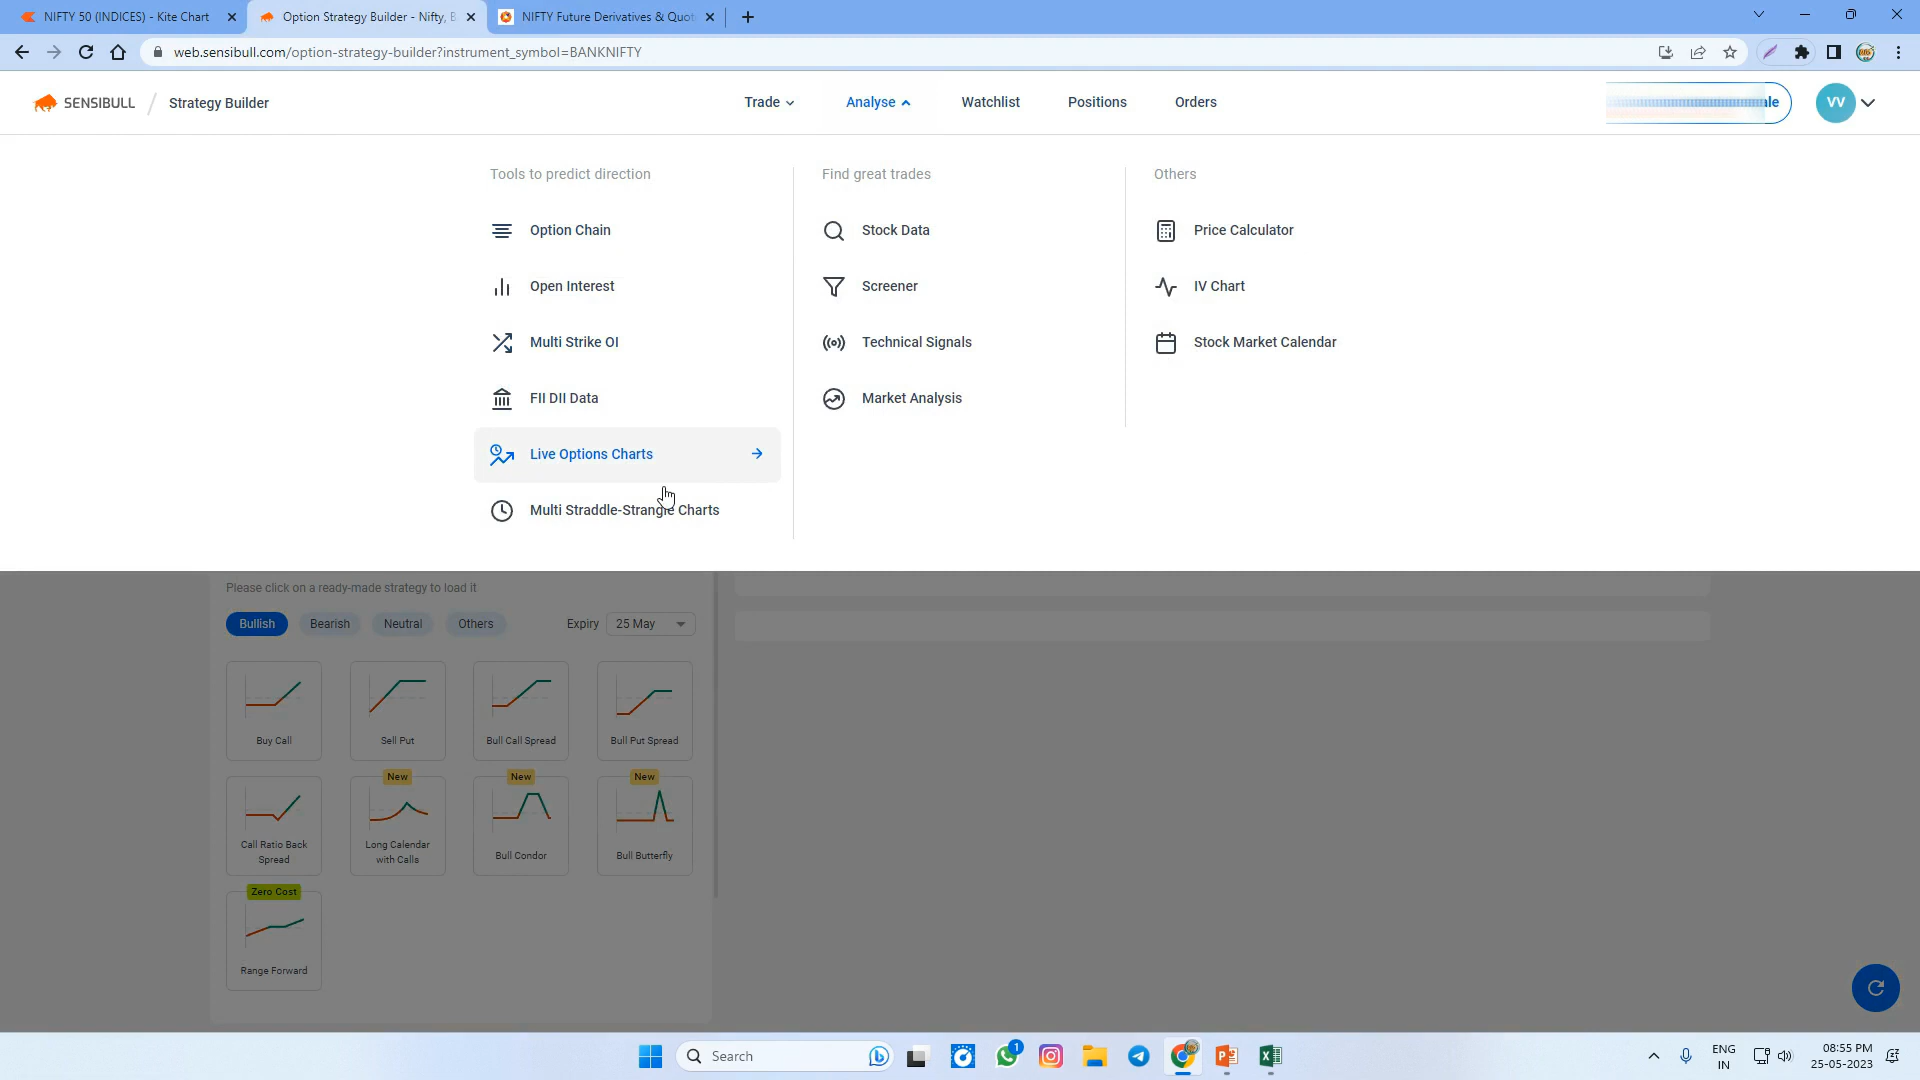 NIFTY 50 (INDICES) - Kite Chart
Option Strategy Builder - Nifty, B
NIFTY Future Derivatives & Quot
web.sensibull.com/option-strategy-builder?instrument_symbol=BANKNIFTY
SENSIBULL / Strategy Builder
Trade
Analyse
Watchlist
Positions
Orders
VV
Tools to predict direction
Option Chain
Open Interest
Multi Strike OI
FII DII Data
Live Options Charts
Multi Straddle-Strangle Charts
Find great trades
Stock Data
Screener
Technical Signals
Market Analysis
Others
Price Calculator
IV Chart
Stock Market Calendar
Please click on a ready-made strategy to load it
Bullish Bearish Neutral Others Expiry 25 May
Buy Call
Sell Put
Bull Call Spread
Bull Put Spread
Call Ratio Back
Spread
New
Long Calendar
with Calls
New
Bull Condor
New
Bull Butterfly
Zero Cost
Range Forward
Search
1
ENG
IN
08:55 PM
25-05-2023